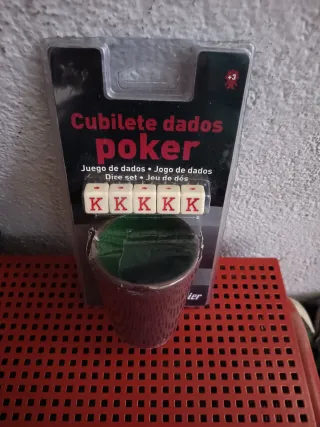 +3
Cubilete dados
poker
Juego de dados • Jogo de dados
Dice set • Jeu de dés
K K K K K